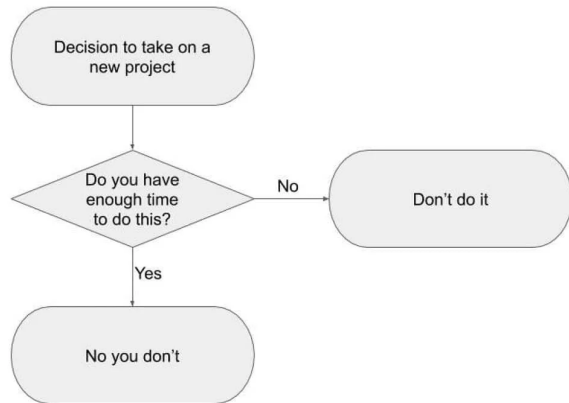 Decision to take on a
new project
Do you have
enough time
to do this?
No
Don't do it
Yes
No you don't